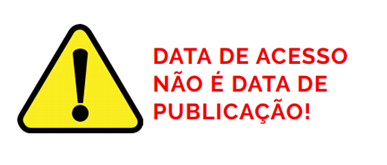 DATA DE ACESSO
NÃO É DATA DE
PUBLICAÇÃO!